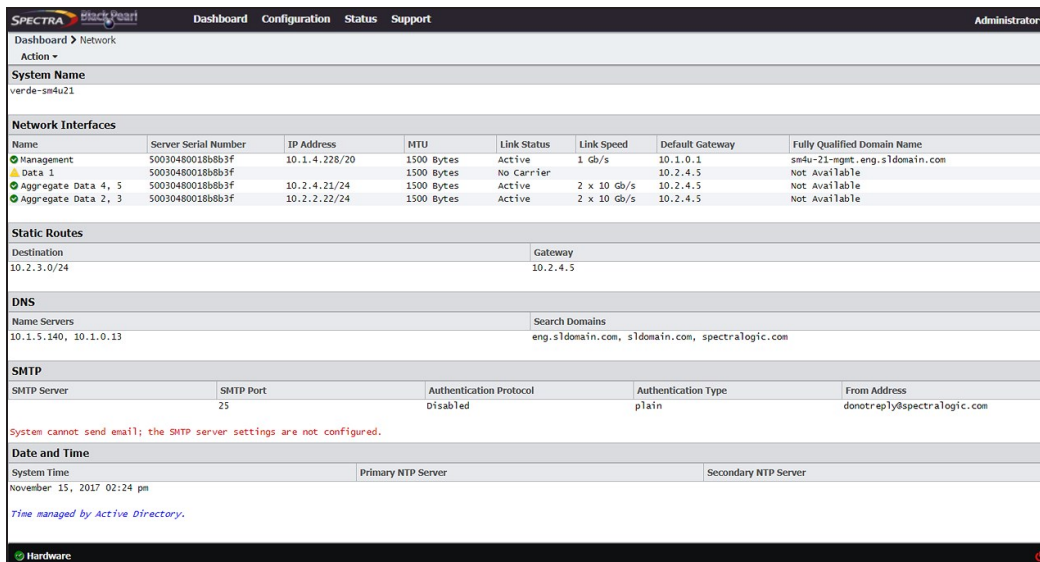 SPECTRA BlackPearl Dashboard Configuration Status Support Administrator
Dashboard > Network
Action
System Name
verde-sm4u21
Network Interfaces
Name Server Serial Number IP Address MTU Link Status Link Speed Default Gateway Fully Qualified Domain Name
Management 50030480018b8b3f 10.1.4.228/20 1500 Bytes Active 1 Gb/s 10.1.0.1 sm4u-21-mgmt.eng.sldomain.com
Data 1 50030480018b8b3f 1500 Bytes No Carrier 10.2.4.5 Not Available
Aggregate Data 4, 5 50030480018b8b3f 10.2.4.21/24 1500 Bytes Active 2 x 10 Gb/s 10.2.4.5 Not Available
Aggregate Data 2, 3 50030480018b8b3f 10.2.2.22/24 1500 Bytes Active 2 x 10 Gb/s 10.2.4.5 Not Available
Static Routes
Destination Gateway
10.2.3.0/24 10.2.4.5
DNS
Name Servers Search Domains
10.1.5.140, 10.1.0.13 eng.sldomain.com, sldomain.com, spectralogic.com
SMTP
SMTP Server SMTP Port Authentication Protocol Authentication Type From Address
25 Disabled plain donotreply@spectralogic.com
System cannot send email; the SMTP server settings are not configured.
Date and Time
System Time Primary NTP Server Secondary NTP Server
November 15, 2017 02:24 pm
Time managed by Active Directory.
Hardware